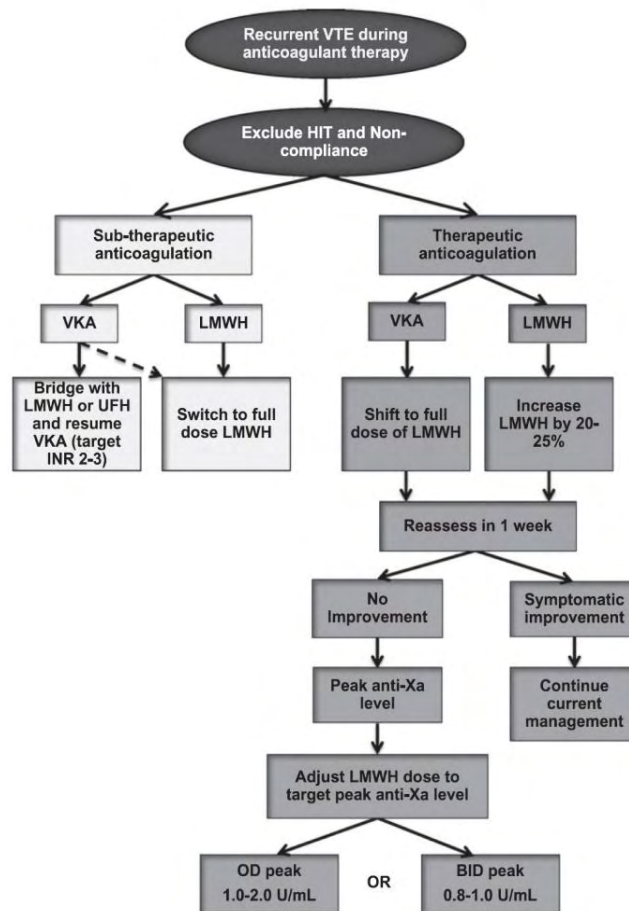 Recurrent VTE during
anticoagulant therapy
Exclude HIT and Non-
compliance
Sub-therapeutic
anticoagulation
Therapeutic
anticoagulation
VKA
LMWH
VKA
LMWH
Bridge with
LMWH or UFH
and resume
VKA (target
INR 2-3)
Switch to full
dose LMWH
Shift to full
dose of LMWH
Increase
LMWH by 20-
25%
Reassess in 1 week
No
Improvement
Symptomatic
improvement
Peak anti-Xa
level
Continue
current
management
Adjust LMWH dose to
target peak anti-Xa level
OD peak
1.0-2.0 U/mL
OR
BID peak
0.8-1.0 U/mL